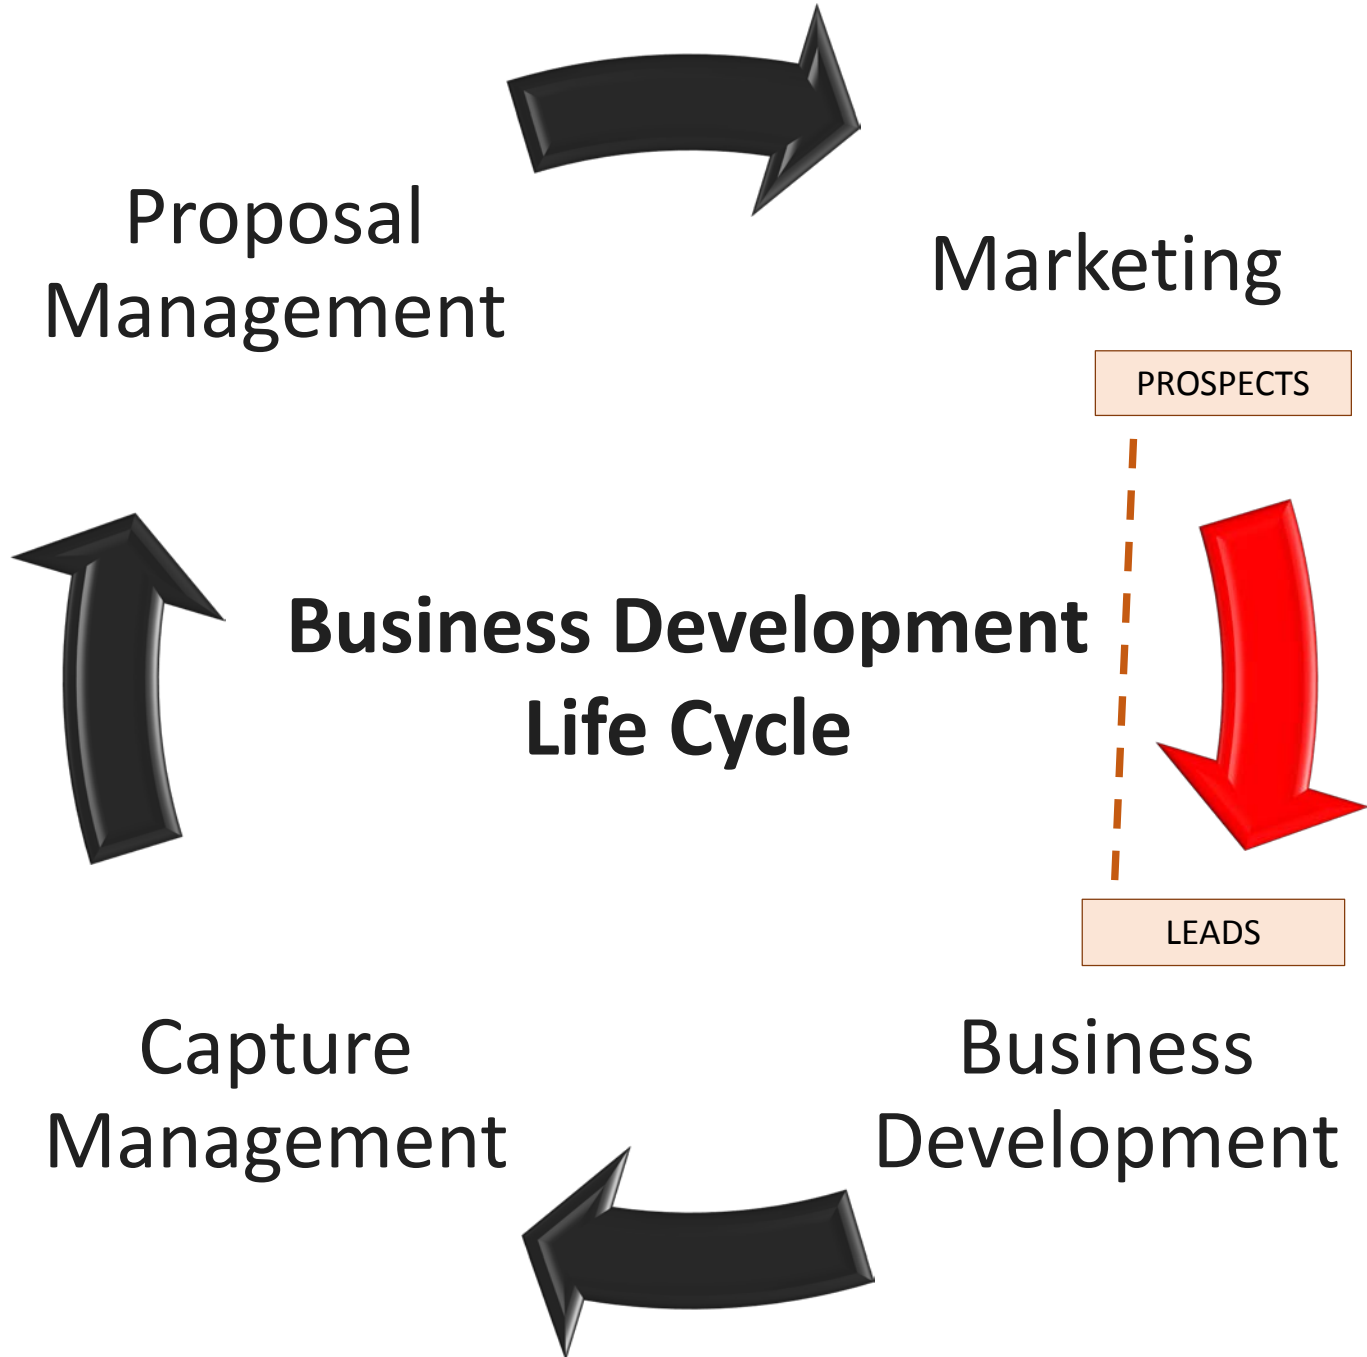 Proposal
Management
Marketing
PROSPECTS
Business Development
Life Cycle
LEADS
Capture
Management
Business
Development